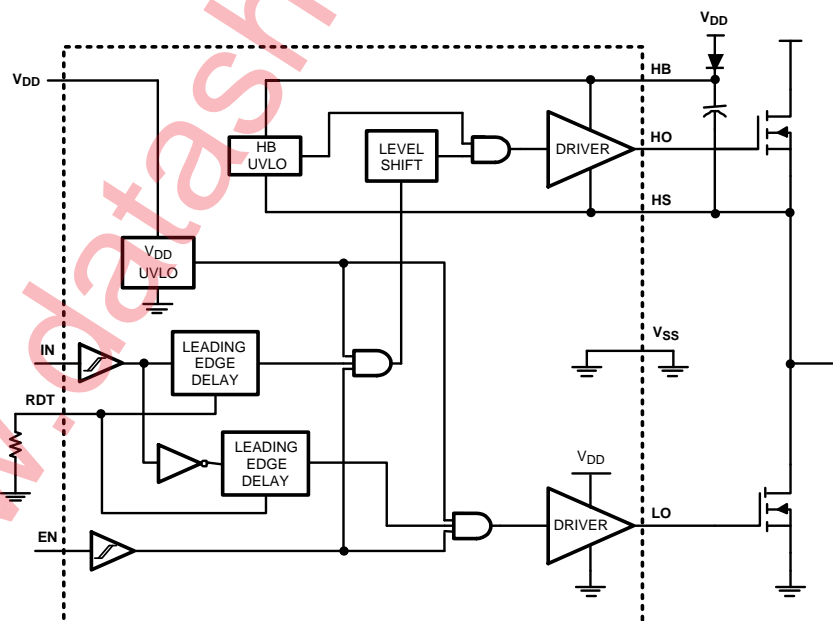 VDD
VDD
HB
HB
UVLO
LEVEL
SHIFT
DRIVER
HO
HS
VDD
UVLO
VSS
IN
LEADING
EDGE
DELAY
RDT
LEADING
EDGE
DELAY
VDD
DRIVER
LO
EN
w.datash